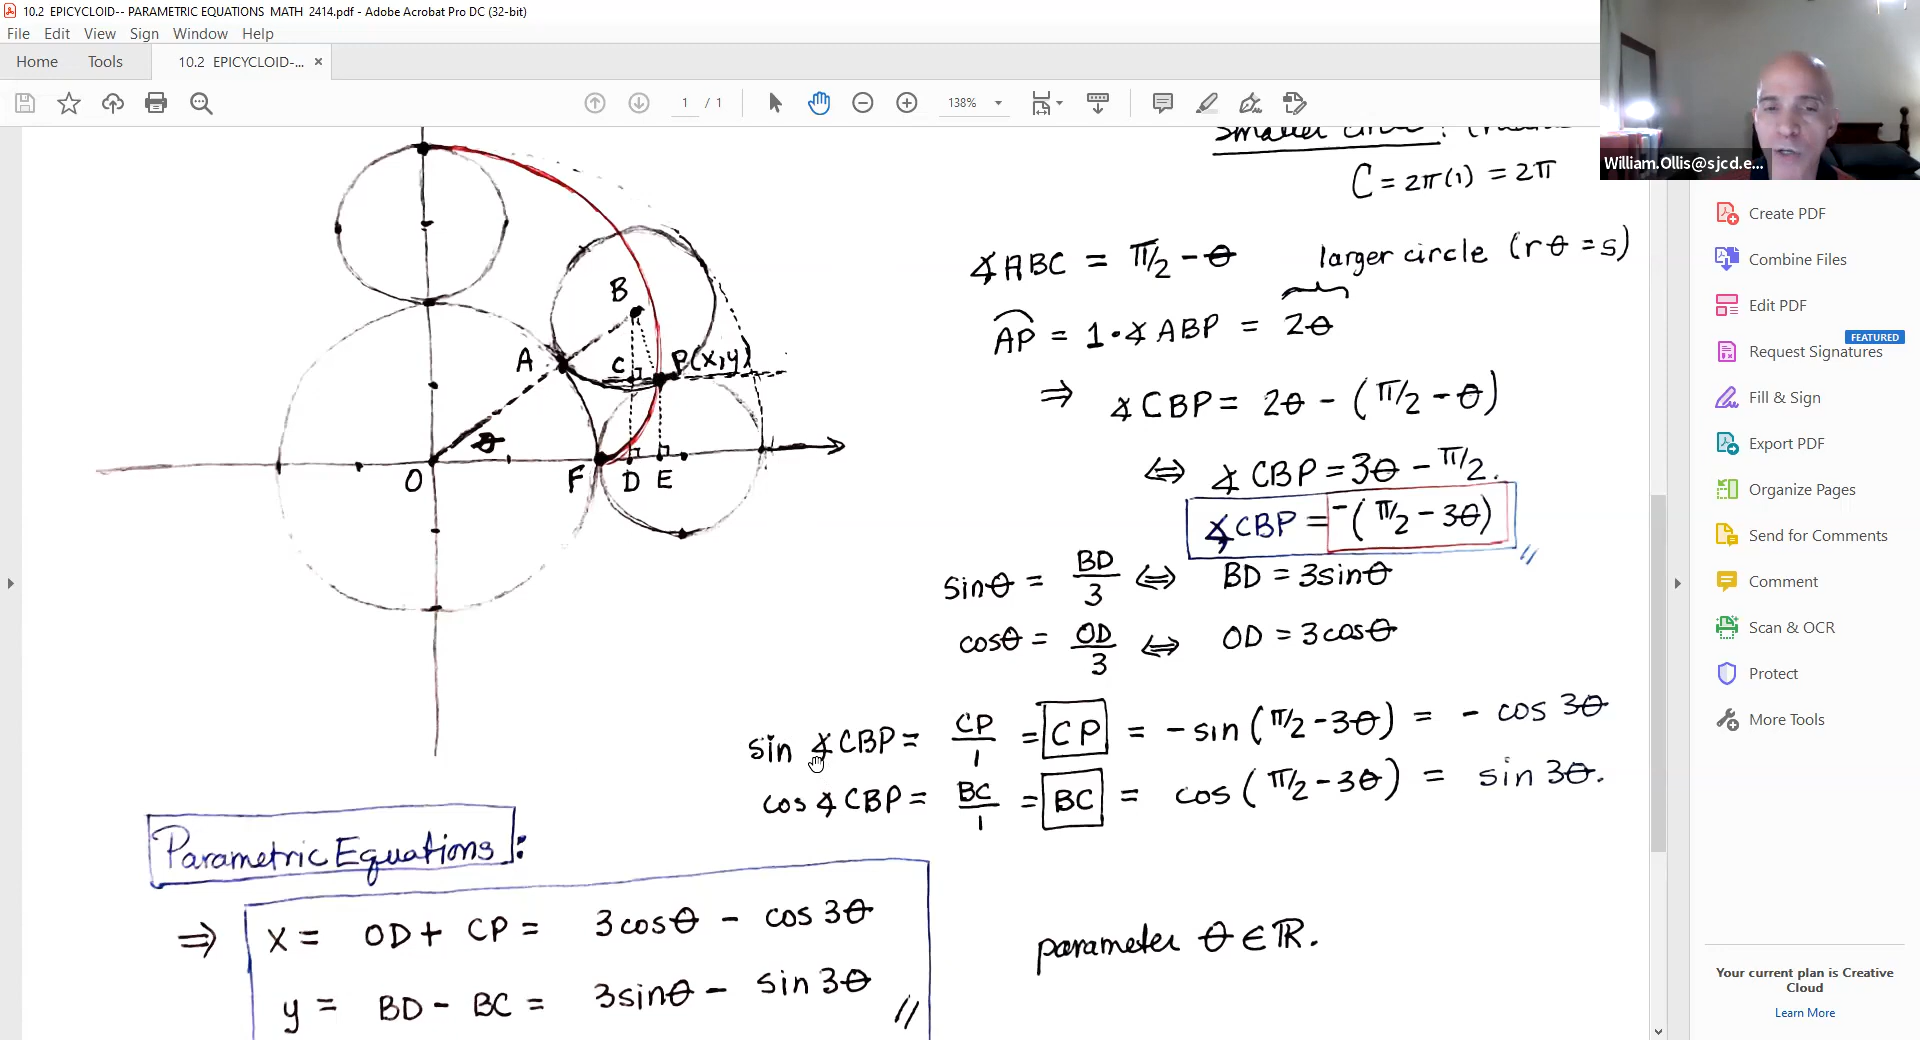 10.2 EPICYCLOID-- PARAMETRIC EQUATIONS MATH 2414.pdf - Adobe Acrobat Pro DC (32-bit)
File Edit View Sign Window Help
Home Tools 10.2 EPICYCLOID-... ×
1 / 1 138%
William.Ollis@sjcd.e...
smaller circle:
C = 2π(1) = 2π
∡ABC = π/2 - θ
larger circle (rθ = s)
AP = 1·∡ABP = 2θ
⇒ ∡CBP = 2θ - (π/2 - θ)
⇔ ∡CBP = 3θ - π/2.
∡CBP = -(π/2 - 3θ)
sinθ = BD/3 ⇔ BD = 3sinθ
cosθ = OD/3 ⇔ OD = 3cosθ
sin ∡CBP = CP/1 = CP = -sin(π/2 - 3θ) = - cos 3θ
cos ∡CBP = BC/1 = BC = cos(π/2 - 3θ) = sin 3θ.
B
A C P(x,y)
θ
O F D E
Parametric Equations:
⇒ x = OD + CP = 3cosθ - cos3θ
y = BD - BC = 3sinθ - sin3θ //
parameter θ ∈ ℝ.
Create PDF
Combine Files
Edit PDF
FEATURED
Request Signatures
Fill & Sign
Export PDF
Organize Pages
Send for Comments
Comment
Scan & OCR
Protect
More Tools
Your current plan is Creative
Cloud
Learn More